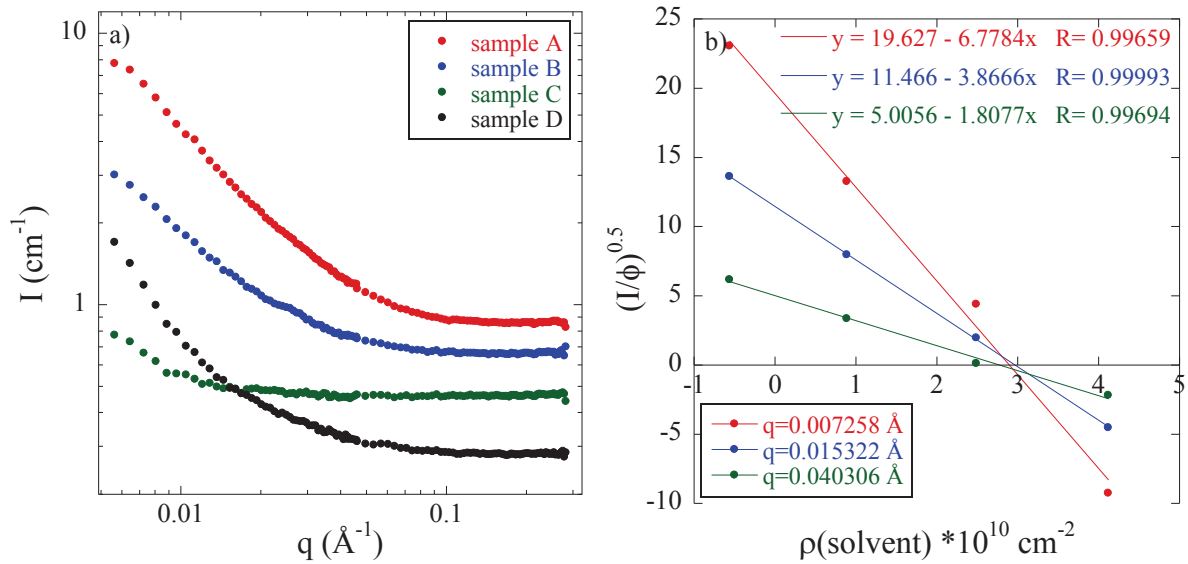 10
a)
sample A
sample B
sample C
sample D
1
I (cm⁻¹)
0.01
0.1
q (Å⁻¹)
25
b)
y = 19.627 - 6.7784x R= 0.99659
20
y = 11.466 - 3.8666x R= 0.99993
15
y = 5.0056 - 1.8077x R= 0.99694
10
5
0
-1 0 1 2 3 4 5
-5
-10
(I/ϕ)⁰·⁵
q=0.007258 Å
q=0.015322 Å
q=0.040306 Å
ρ(solvent) *10¹⁰ cm⁻²